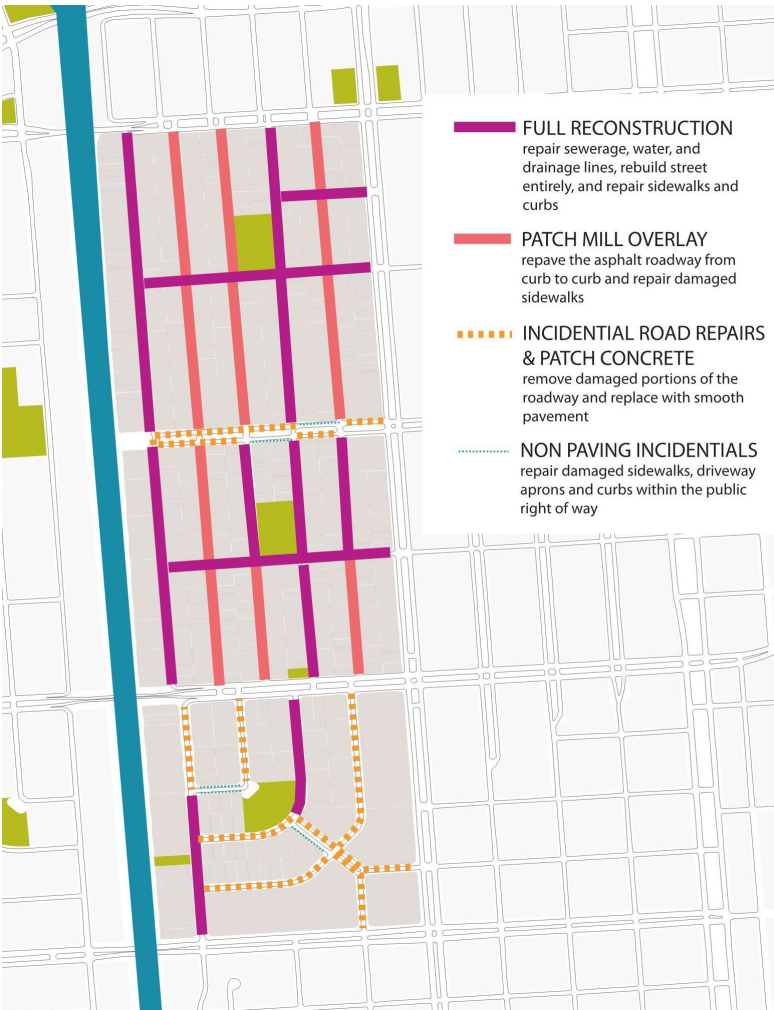 FULL RECONSTRUCTION
repair sewerage, water, and
drainage lines, rebuild street
entirely, and repair sidewalks and
curbs
PATCH MILL OVERLAY
repave the asphalt roadway from
curb to curb and repair damaged
sidewalks
INCIDENTIAL ROAD REPAIRS
& PATCH CONCRETE
remove damaged portions of the
roadway and replace with smooth
pavement
NON PAVING INCIDENTIALS
repair damaged sidewalks, driveway
aprons and curbs within the public
right of way